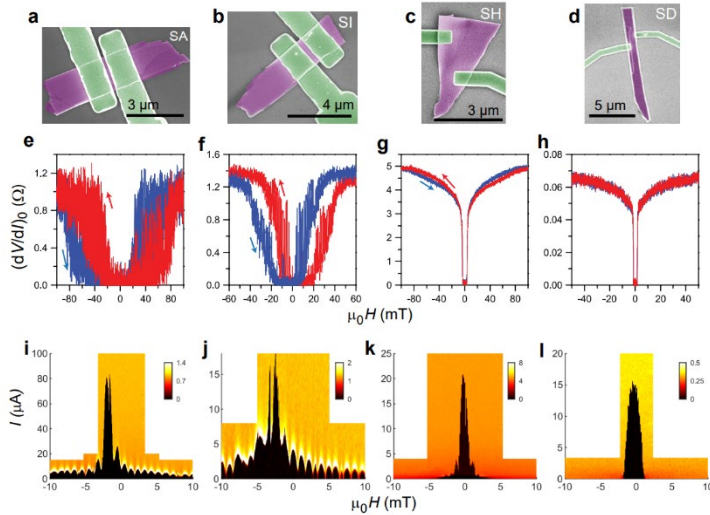 a SA b SI c SH d SD
3 μm 4 μm 3 μm 5 μm
e f g h
(dV/dI)₀ (Ω)
1.2 0.8 0.4 0.0
1.6 1.2 0.8 0.4 0.0
5 4 3 2 1 0
0.08 0.06 0.04 0.02 0.00
-80 -40 0 40 80
-60 -40 -20 0 20 40 60
-100 -50 0 50 100
-40 -20 0 20 40
μ₀H (mT)
i j k l
I (μA)
100 80 60 40 20 0
1.4 0.7 0
15 10 5 0
2 1 0
15 10 5 0
8 4 0
20 15 10 5 0
0.5 0.25 0
-10 -5 0 5 10
-10 -5 0 5 10
-10 -5 0 5 10
-10 -5 0 5 10
μ₀H (mT)